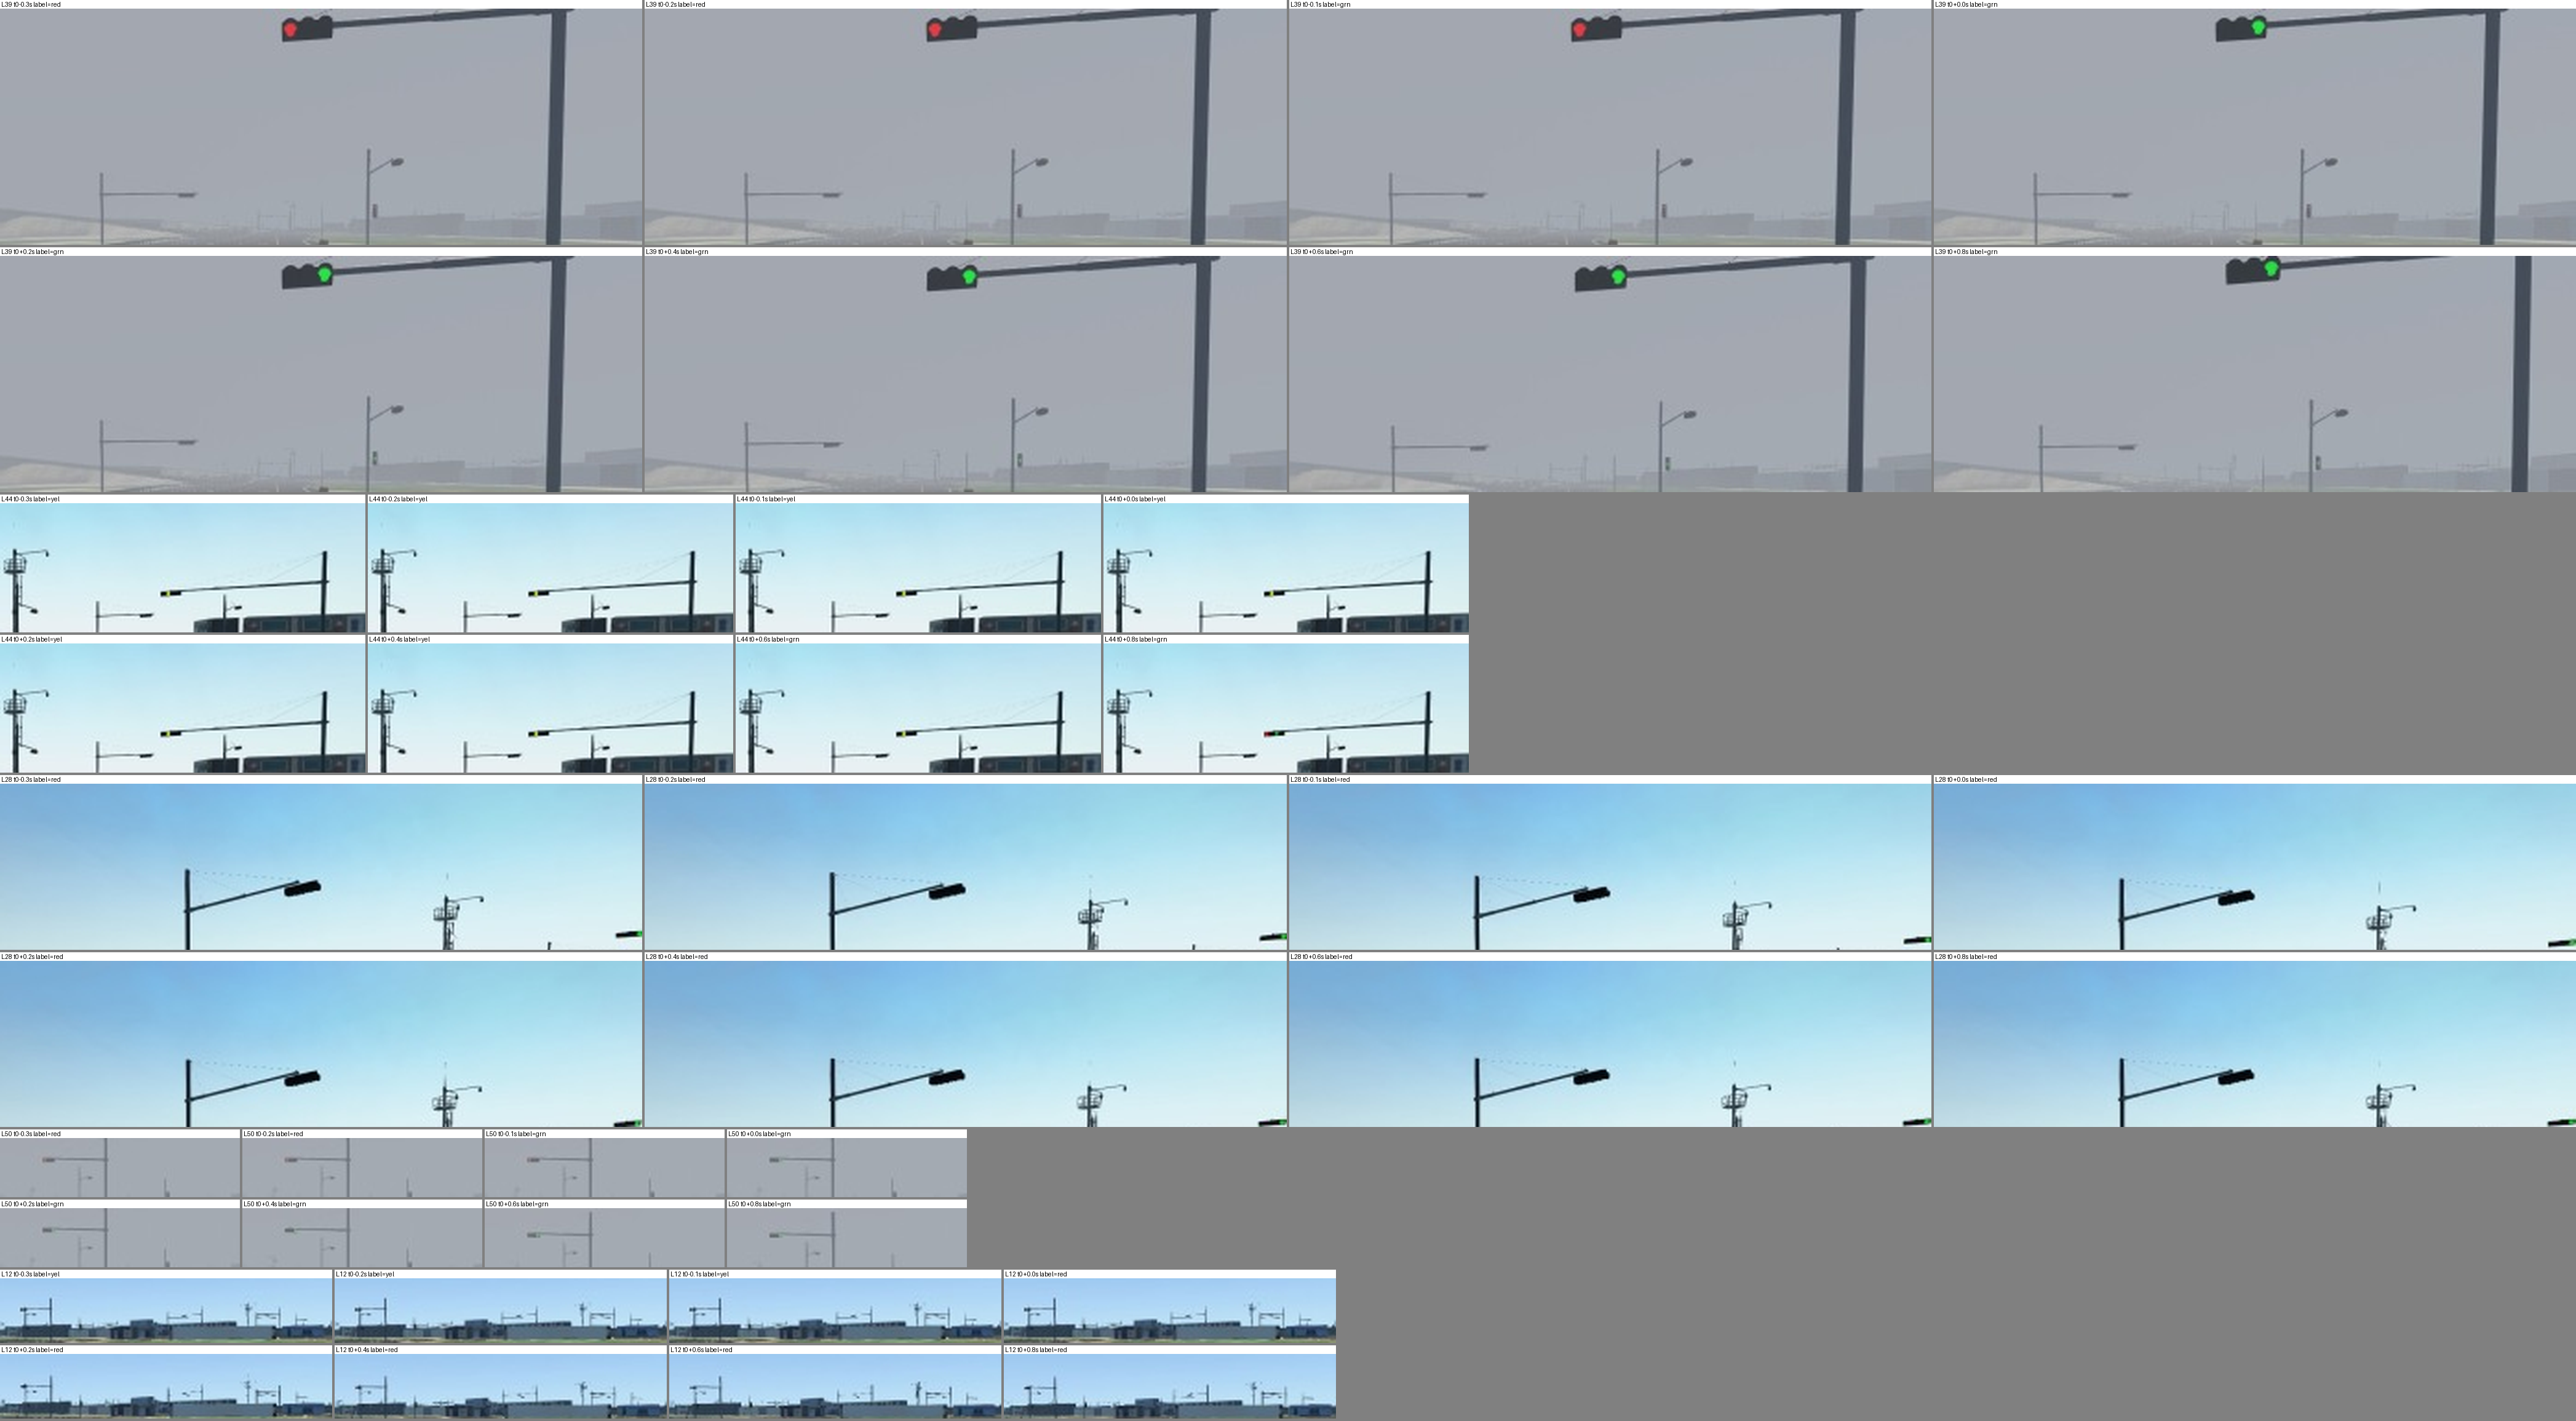 L39 t0-0.3s label=red
L39 t0-0.2s label=red
L39 t0-0.1s label=grn
L39 t0+0.0s label=grn
L39 t0+0.2s label=grn
L39 t0+0.4s label=grn
L39 t0+0.6s label=grn
L39 t0+0.8s label=grn
L44 t0-0.3s label=yel
L44 t0-0.2s label=yel
L44 t0-0.1s label=yel
L44 t0+0.0s label=yel
L44 t0+0.2s label=yel
L44 t0+0.4s label=yel
L44 t0+0.6s label=grn
L44 t0+0.8s label=grn
L28 t0-0.3s label=red
L28 t0-0.2s label=red
L28 t0-0.1s label=red
L28 t0+0.0s label=red
L28 t0+0.2s label=red
L28 t0+0.4s label=red
L28 t0+0.6s label=red
L28 t0+0.8s label=red
L50 t0-0.3s label=red
L50 t0-0.2s label=red
L50 t0-0.1s label=grn
L50 t0+0.0s label=grn
L50 t0+0.2s label=grn
L50 t0+0.4s label=grn
L50 t0+0.6s label=grn
L50 t0+0.8s label=grn
L12 t0-0.3s label=yel
L12 t0-0.2s label=yel
L12 t0-0.1s label=yel
L12 t0+0.0s label=red
L12 t0+0.2s label=red
L12 t0+0.4s label=red
L12 t0+0.6s label=red
L12 t0+0.8s label=red